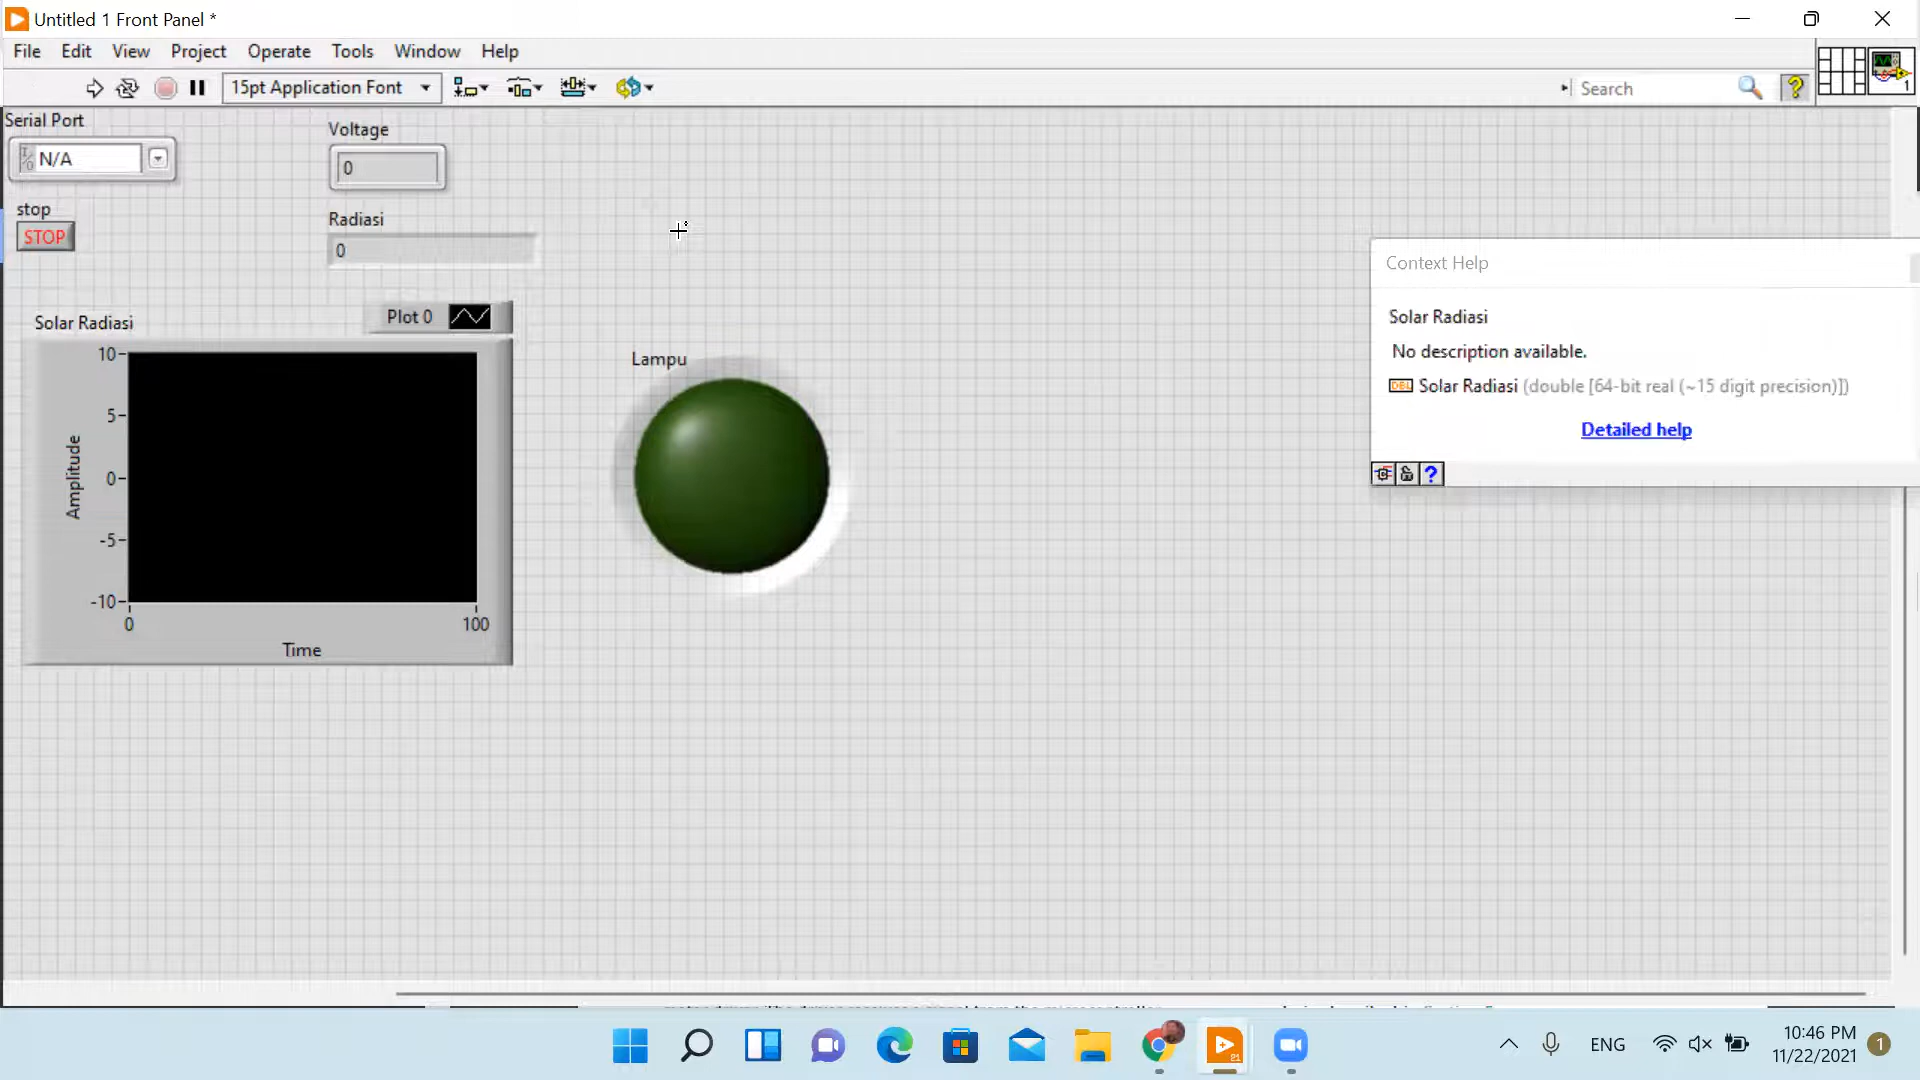 Untitled 1 Front Panel *
File Edit View Project Operate Tools Window Help
15pt Application Font
Search
1
Serial Port
N/A
stop
STOP
Voltage
0
Radiasi
0
Solar Radiasi
Plot 0
10
5
0
-5
-10
0
100
Amplitude
Time
Lampu
Context Help
Solar Radiasi
No description available.
DBL Solar Radiasi (double [64-bit real (~15 digit precision)])
Detailed help
ENG
10:46 PM
11/22/2021
1